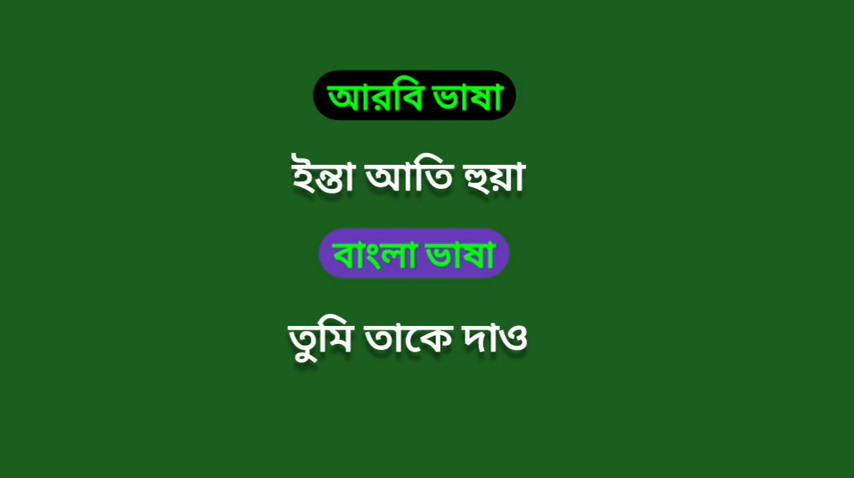 আরবি ভাষা
ইন্তা আতি হুয়া
বাংলা ভাষা
তুমি তাকে দাও